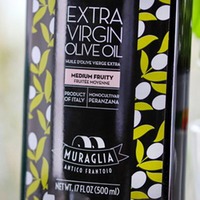 EXTRA
VIRGIN
OLIVE OIL
HUILE D'OLIVE VIERGE EXTRA
MEDIUM FRUITY
FRUITÉE MOYENNE
PRODUCT OF ITALY
MONOCULTIVAR PERANZANA
MURAGLIA
ANTICO FRANTOIO
NET WT. 17 FL OZ (500 ml)